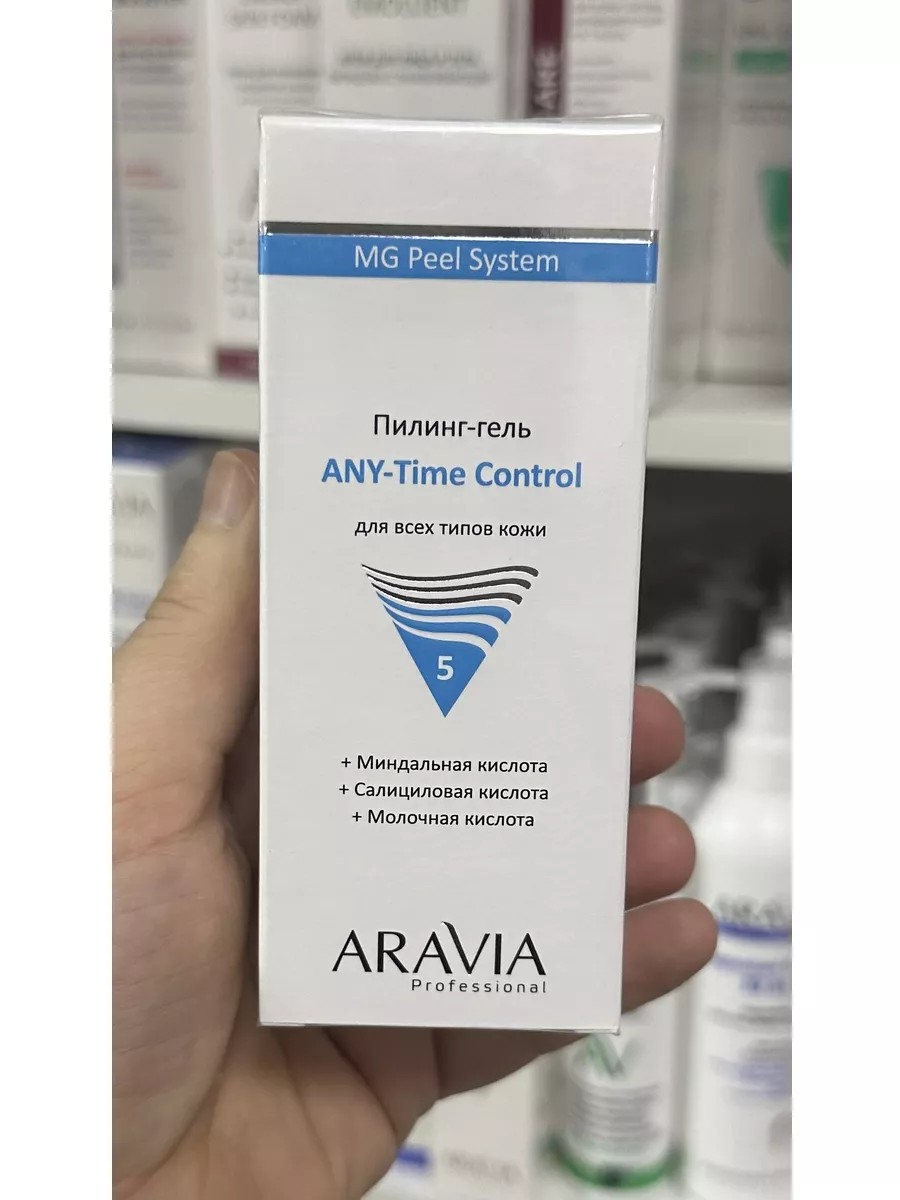 MG Peel System
Пилинг-гель
ANY-Time Control
для всех типов кожи
5
+ Миндальная кислота
+ Салициловая кислота
+ Молочная кислота
ARAVIA
Professional